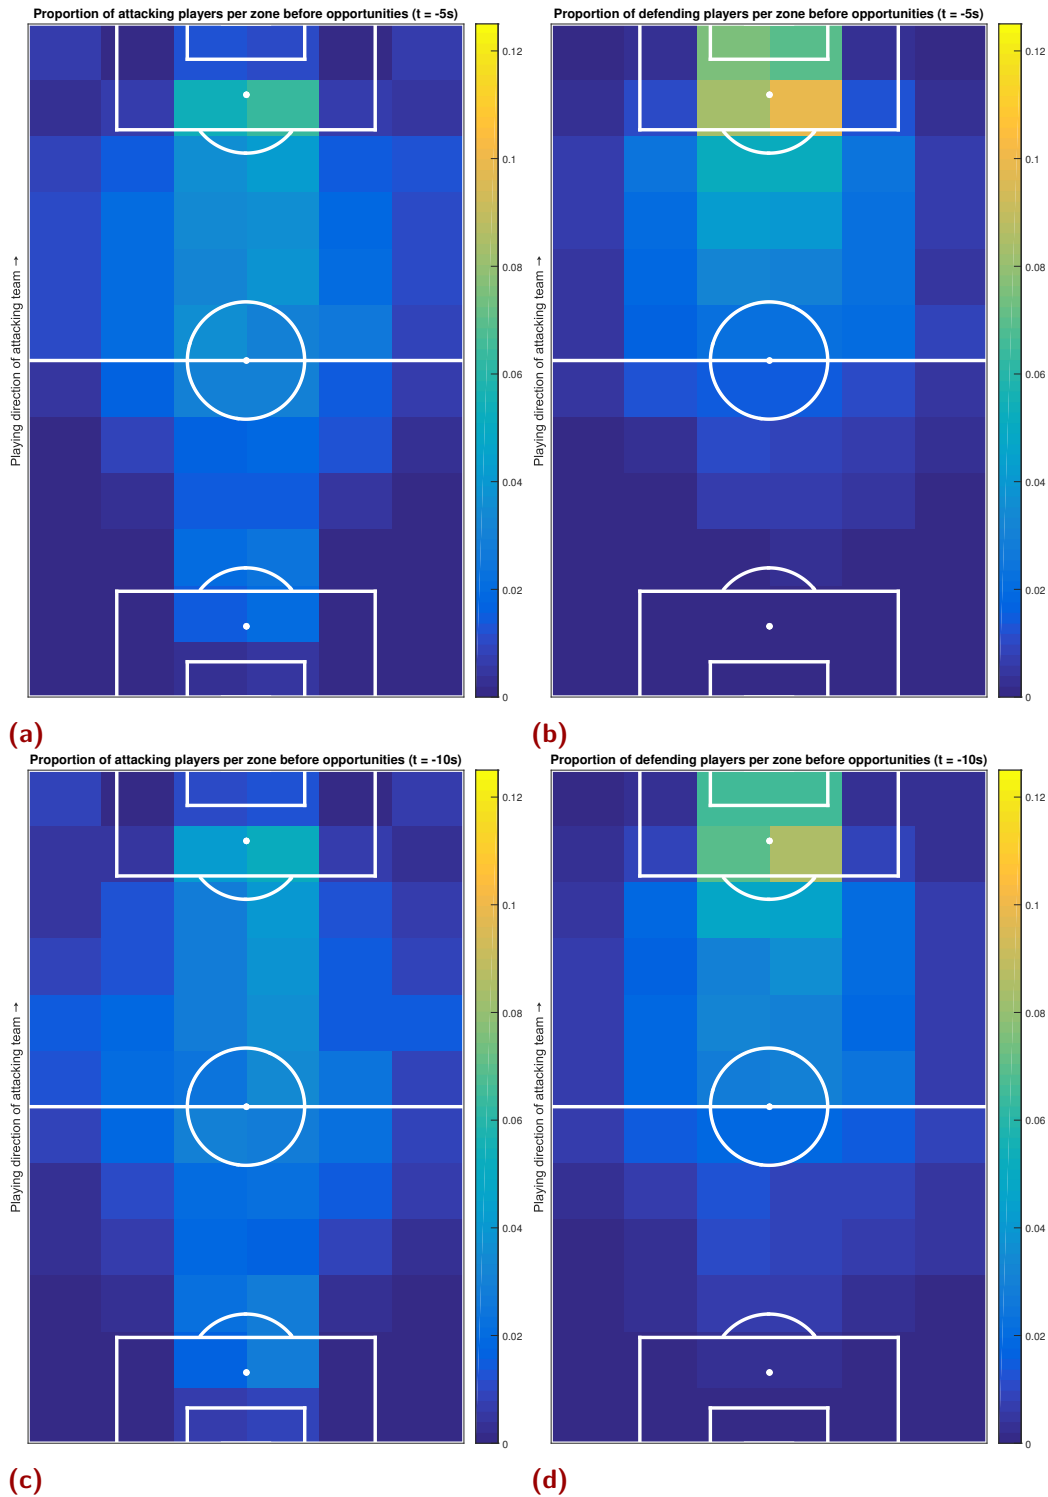 Proportion of attacking players per zone before opportunities (t = -5s)
Playing direction of attacking team →
0.12
0.1
0.08
0.06
0.04
0.02
0
(a)
Proportion of defending players per zone before opportunities (t = -5s)
Playing direction of attacking team →
0.12
0.1
0.08
0.06
0.04
0.02
0
(b)
Proportion of attacking players per zone before opportunities (t = -10s)
Playing direction of attacking team →
0.12
0.1
0.08
0.06
0.04
0.02
0
(c)
Proportion of defending players per zone before opportunities (t = -10s)
Playing direction of attacking team →
0.12
0.1
0.08
0.06
0.04
0.02
0
(d)